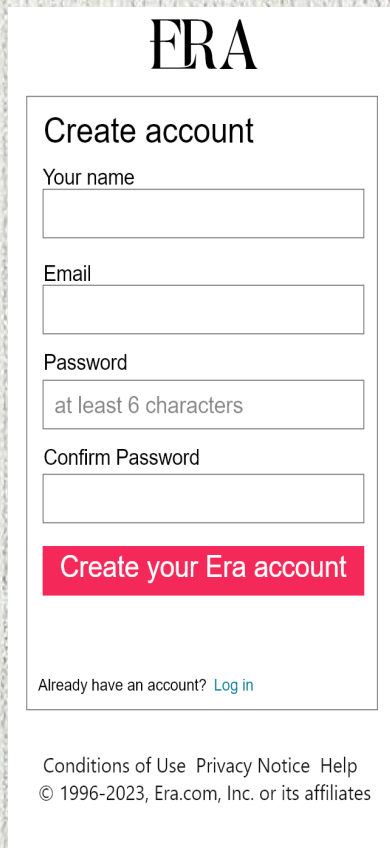 ERA
Create account
Your name
Email
Password
at least 6 characters
Confirm Password
Create your Era account
Already have an account? Log in
Conditions of Use Privacy Notice Help
© 1996-2023, Era.com, Inc. or its affiliates